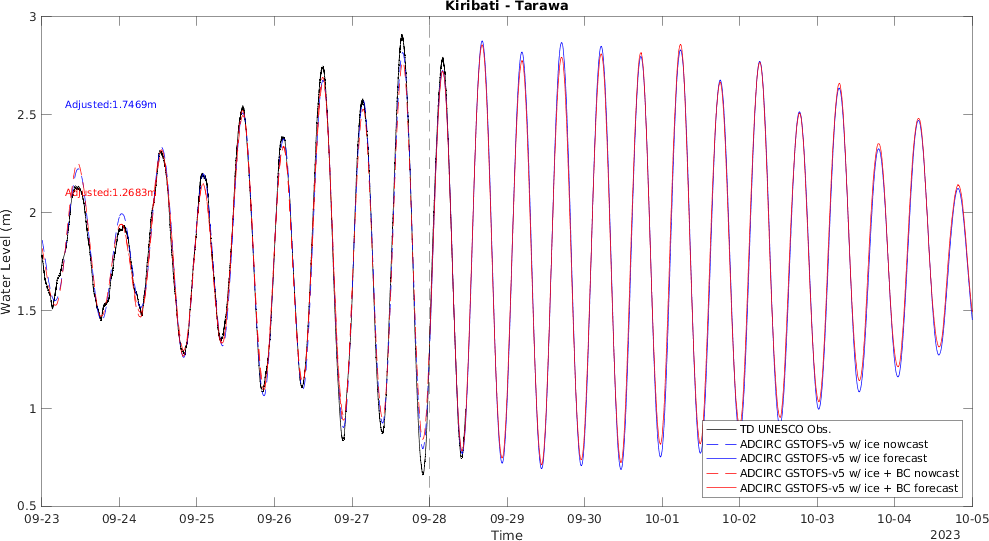 Kiribati - Tarawa
3
2.5
2
1.5
1
0.5
Water Level (m)
Adjusted:1.7469m
Adjusted:1.2683m
TD UNESCO Obs.
ADCIRC GSTOFS-v5 w/ ice nowcast
ADCIRC GSTOFS-v5 w/ ice forecast
ADCIRC GSTOFS-v5 w/ ice + BC nowcast
ADCIRC GSTOFS-v5 w/ ice + BC forecast
09-23 09-24 09-25 09-26 09-27 09-28 09-29 09-30 10-01 10-02 10-03 10-04 10-05
Time
2023